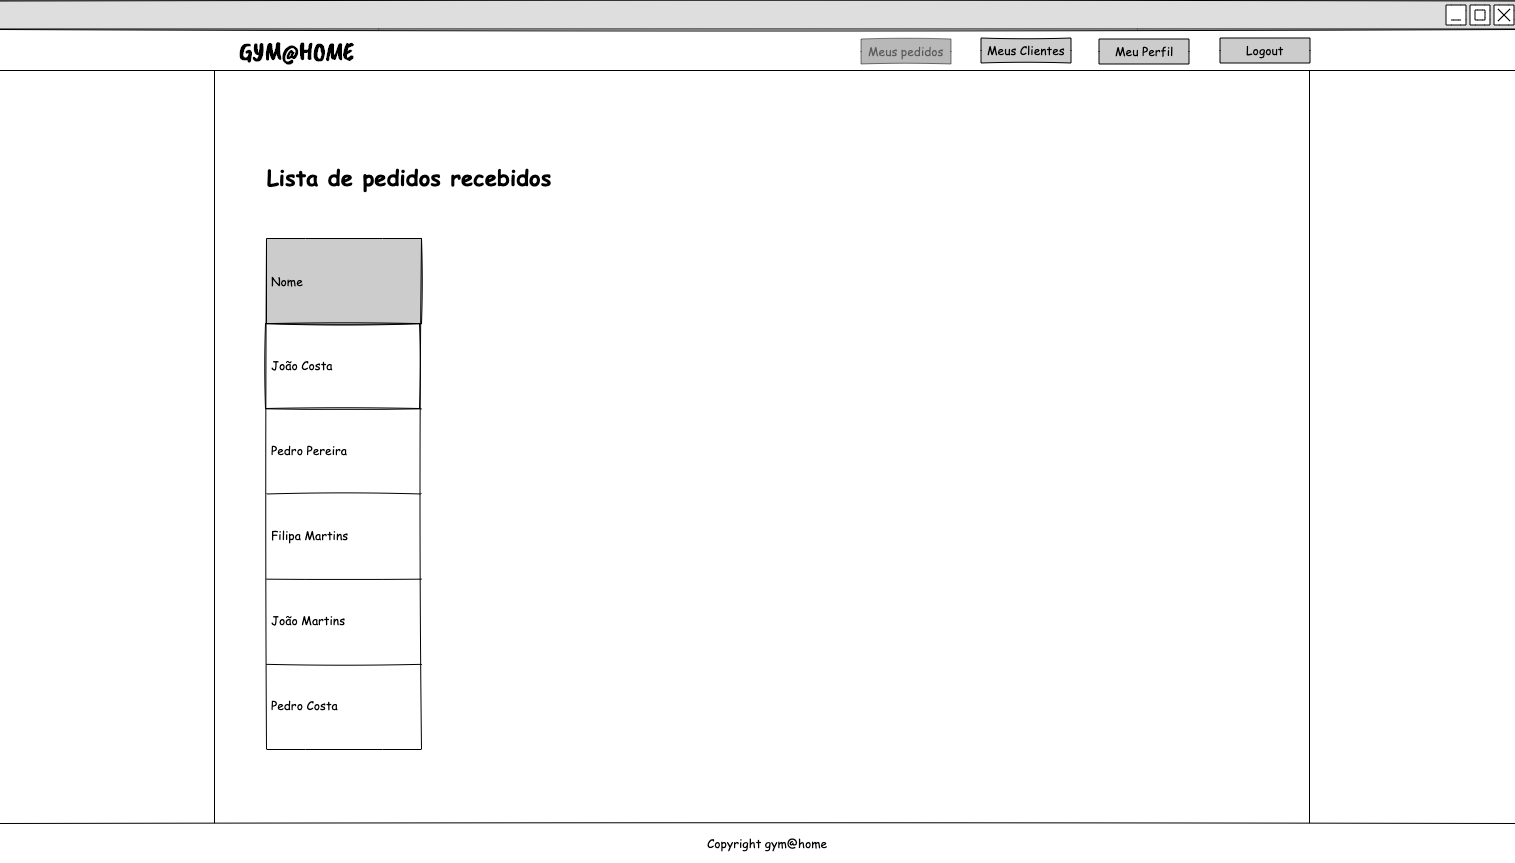 GYM@HOME
Meus pedidos
Meus Clientes
Meu Perfil
Logout
Lista de pedidos recebidos
Nome
João Costa
Pedro Pereira
Filipa Martins
João Martins
Pedro Costa
Copyright gym@home